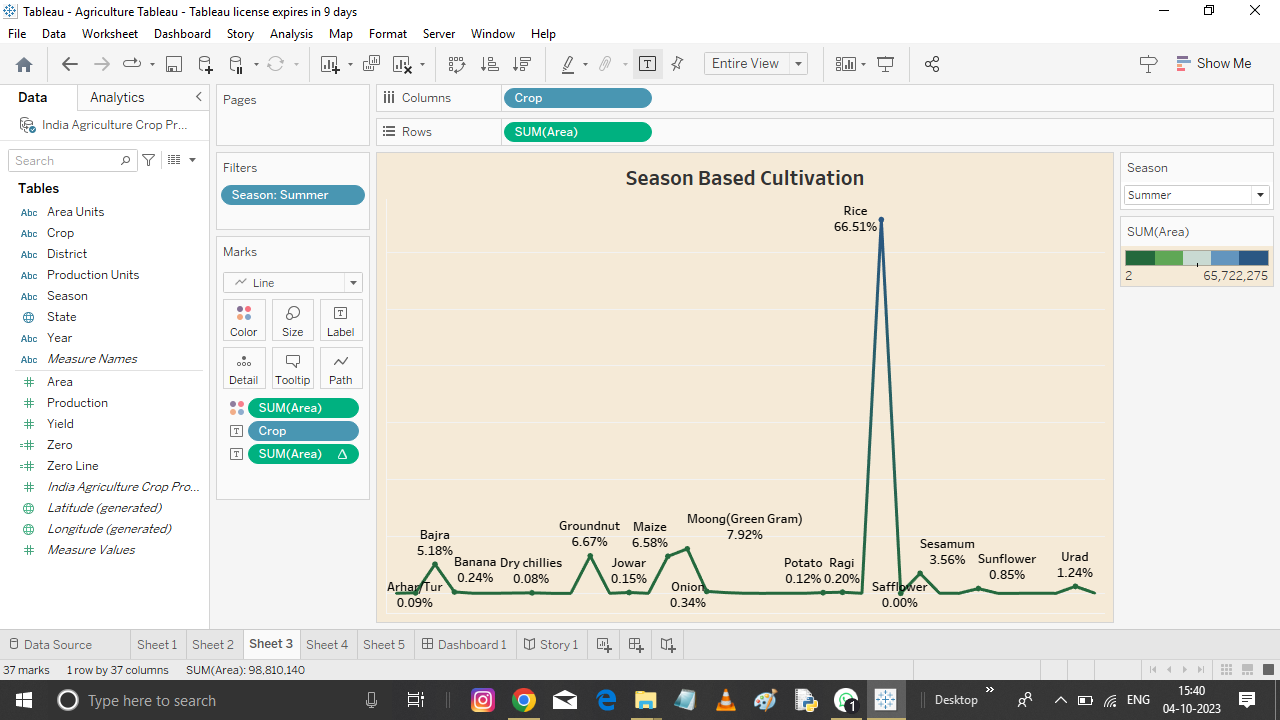 Tableau - Agriculture Tableau - Tableau license expires in 9 days
File Data Worksheet Dashboard Story Analysis Map Format Server Window Help
Entire View
Show Me
Data Analytics
India Agriculture Crop Pr...
Search
Tables
Abc Area Units
Abc Crop
Abc District
Abc Production Units
Abc Season
State
Abc Year
Abc Measure Names
Area
Production
Yield
Zero
Zero Line
India Agriculture Crop Pro...
Latitude (generated)
Longitude (generated)
Measure Values
Pages
Filters
Season: Summer
Marks
Line
Color Size Label
Detail Tooltip Path
SUM(Area)
Crop
SUM(Area)
Columns Crop
Rows SUM(Area)
Season Based Cultivation
Rice
66.51%
Moong(Green Gram)
7.92%
Groundnut
6.67%
Maize
6.58%
Bajra
5.18%
Banana
0.24%
Dry chillies
0.08%
Jowar
0.15%
Arhar/Tur
0.09%
Onion
0.34%
Potato
0.12%
Ragi
0.20%
Safflower
0.00%
Sesamum
3.56%
Sunflower
0.85%
Urad
1.24%
Season
Summer
SUM(Area)
2 65,722,275
Data Source Sheet 1 Sheet 2 Sheet 3 Sheet 4 Sheet 5 Dashboard 1 Story 1
37 marks 1 row by 37 columns SUM(Area): 98,810,140
Type here to search
1
Desktop
ENG
15:40
04-10-2023